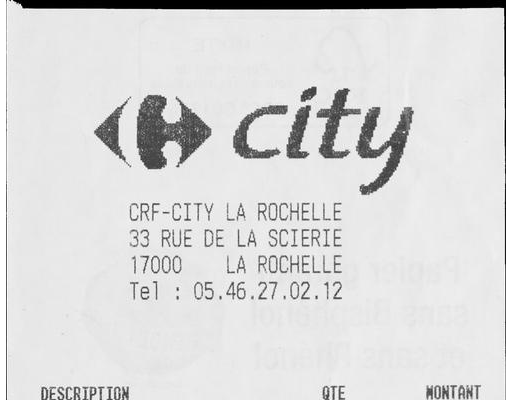 city
CRF-CITY LA ROCHELLE
33 RUE DE LA SCIERIE
17000 LA ROCHELLE
Tel : 05.46.27.02.12
Papier g
sans Bisphénol
et sans Phénol
DESCRIPTION QTE MONTANT